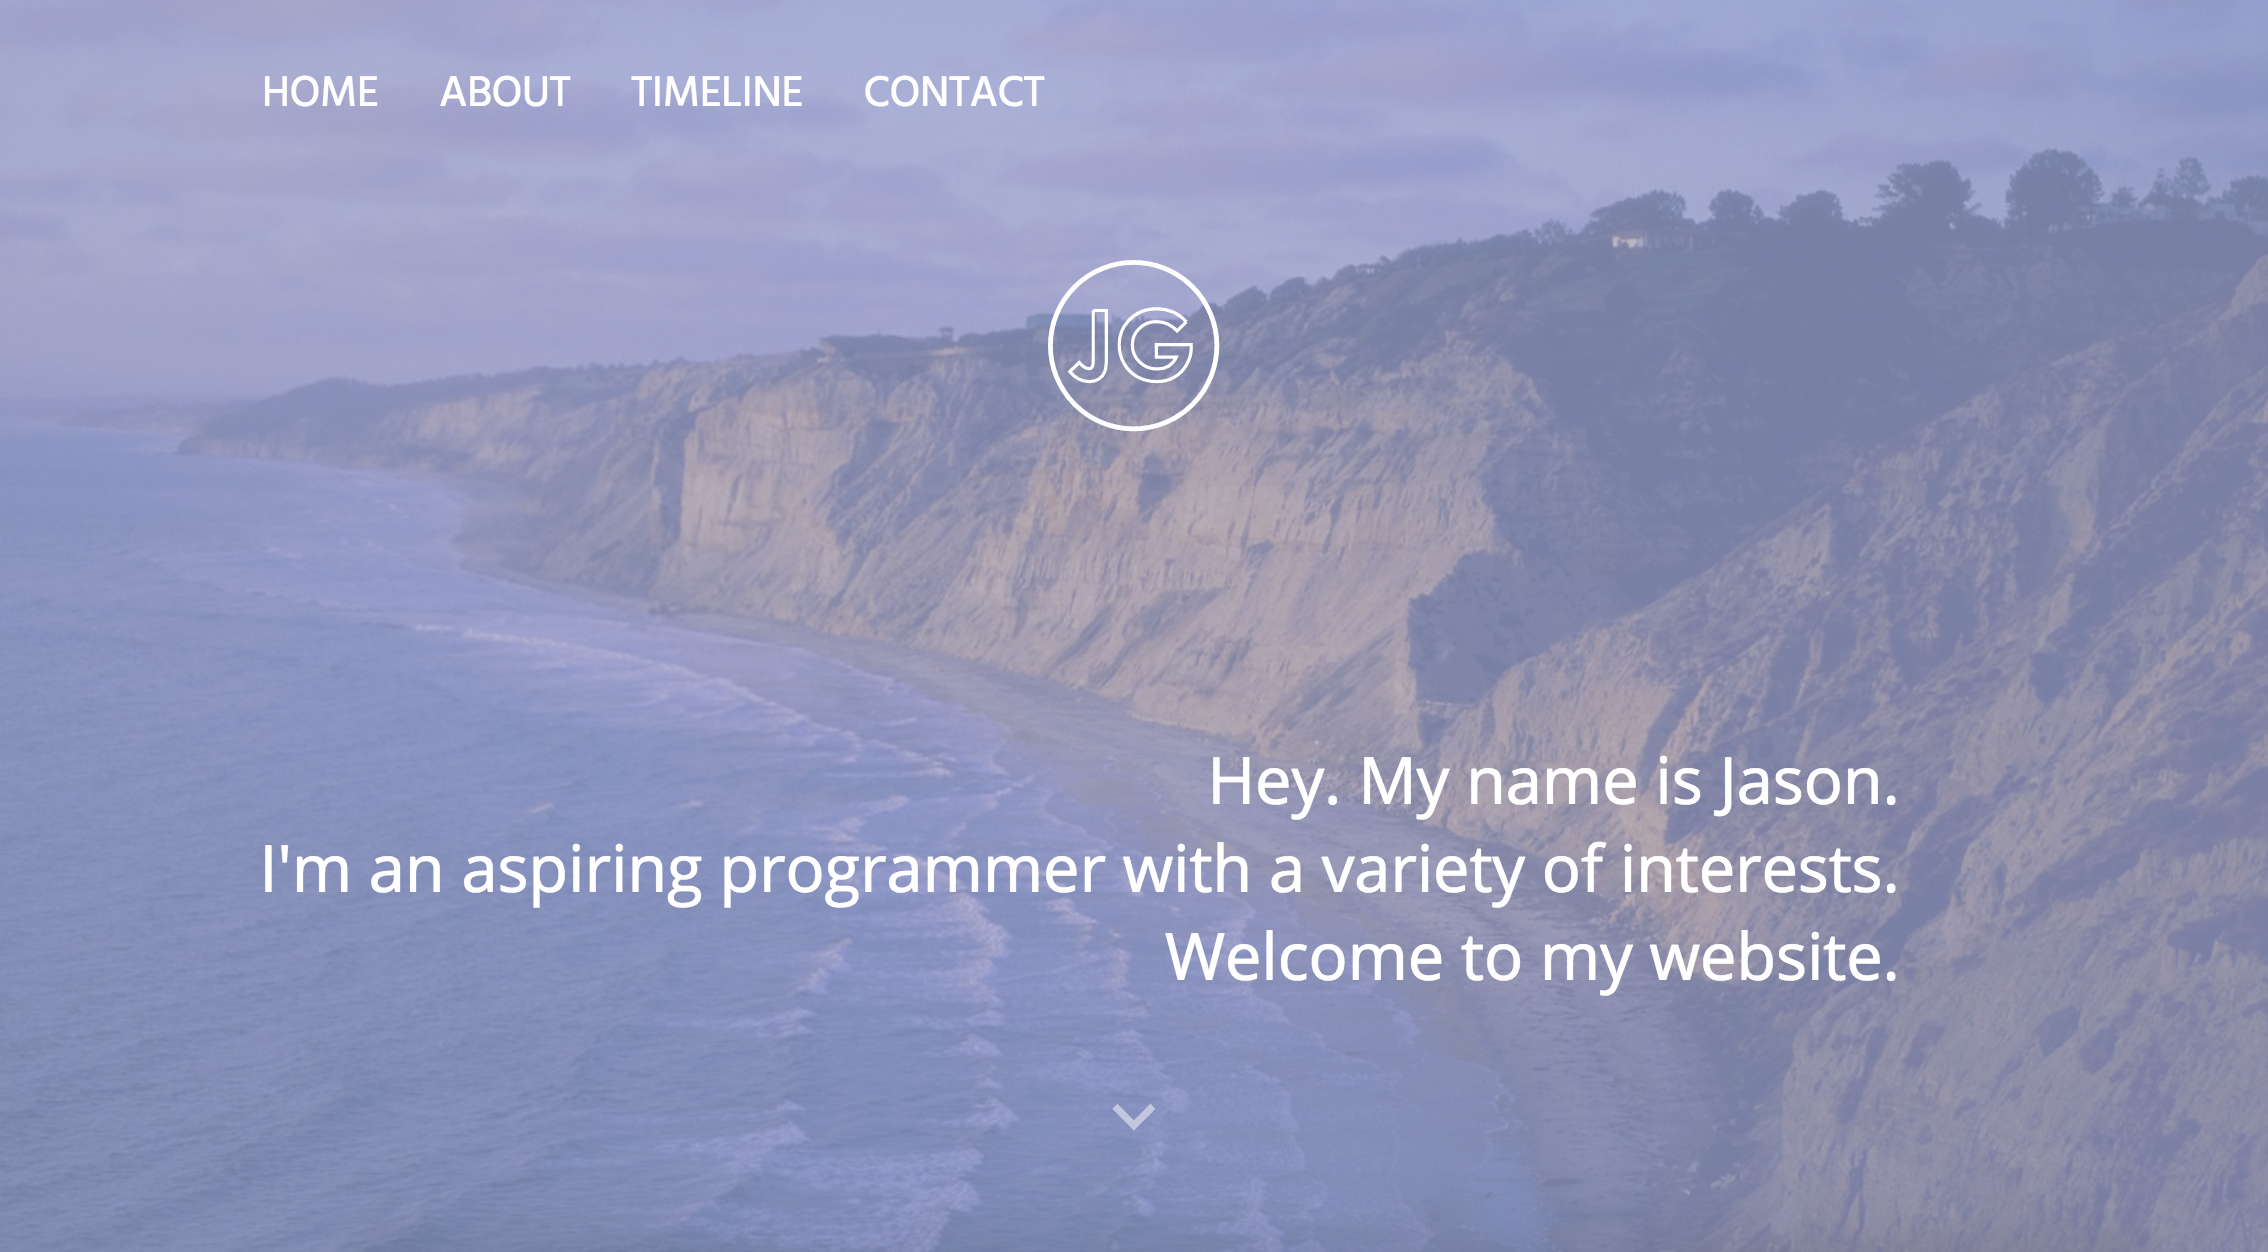 HOME ABOUT TIMELINE CONTACT
JG
Hey. My name is Jason.
I'm an aspiring programmer with a variety of interests.
Welcome to my website.